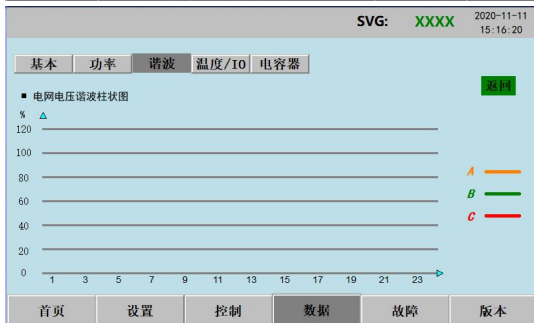 SVG: XXXX 2020-11-11
15:16:20
基本 功率 谐波 温度/IO 电容器
返回
■ 电网电压谐波柱状图
%
120
100
80
60
40
20
0
A
B
C
1 3 5 7 9 11 13 15 17 19 21 23
首页 设置 控制 数据 故障 版本